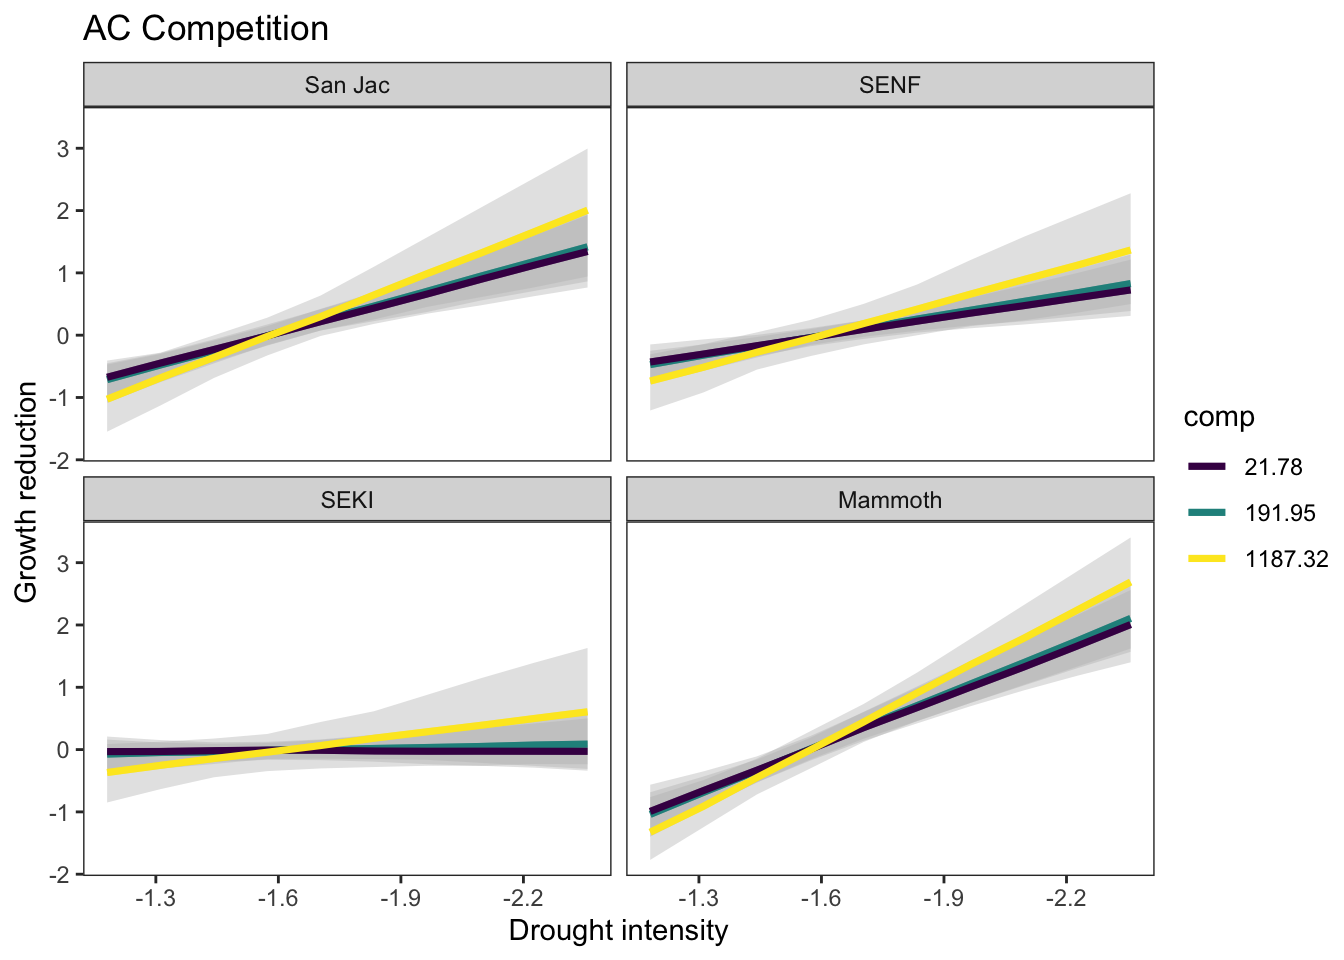 AC Competition
San Jac
SENF
3
2
1
0
-1
-2
SEKI
Mammoth
3
2
1
0
-1
-2
-1.3
-1.6
-1.9
-2.2
-1.3
-1.6
-1.9
-2.2
Drought intensity
Growth reduction
comp
21.78
191.95
1187.32